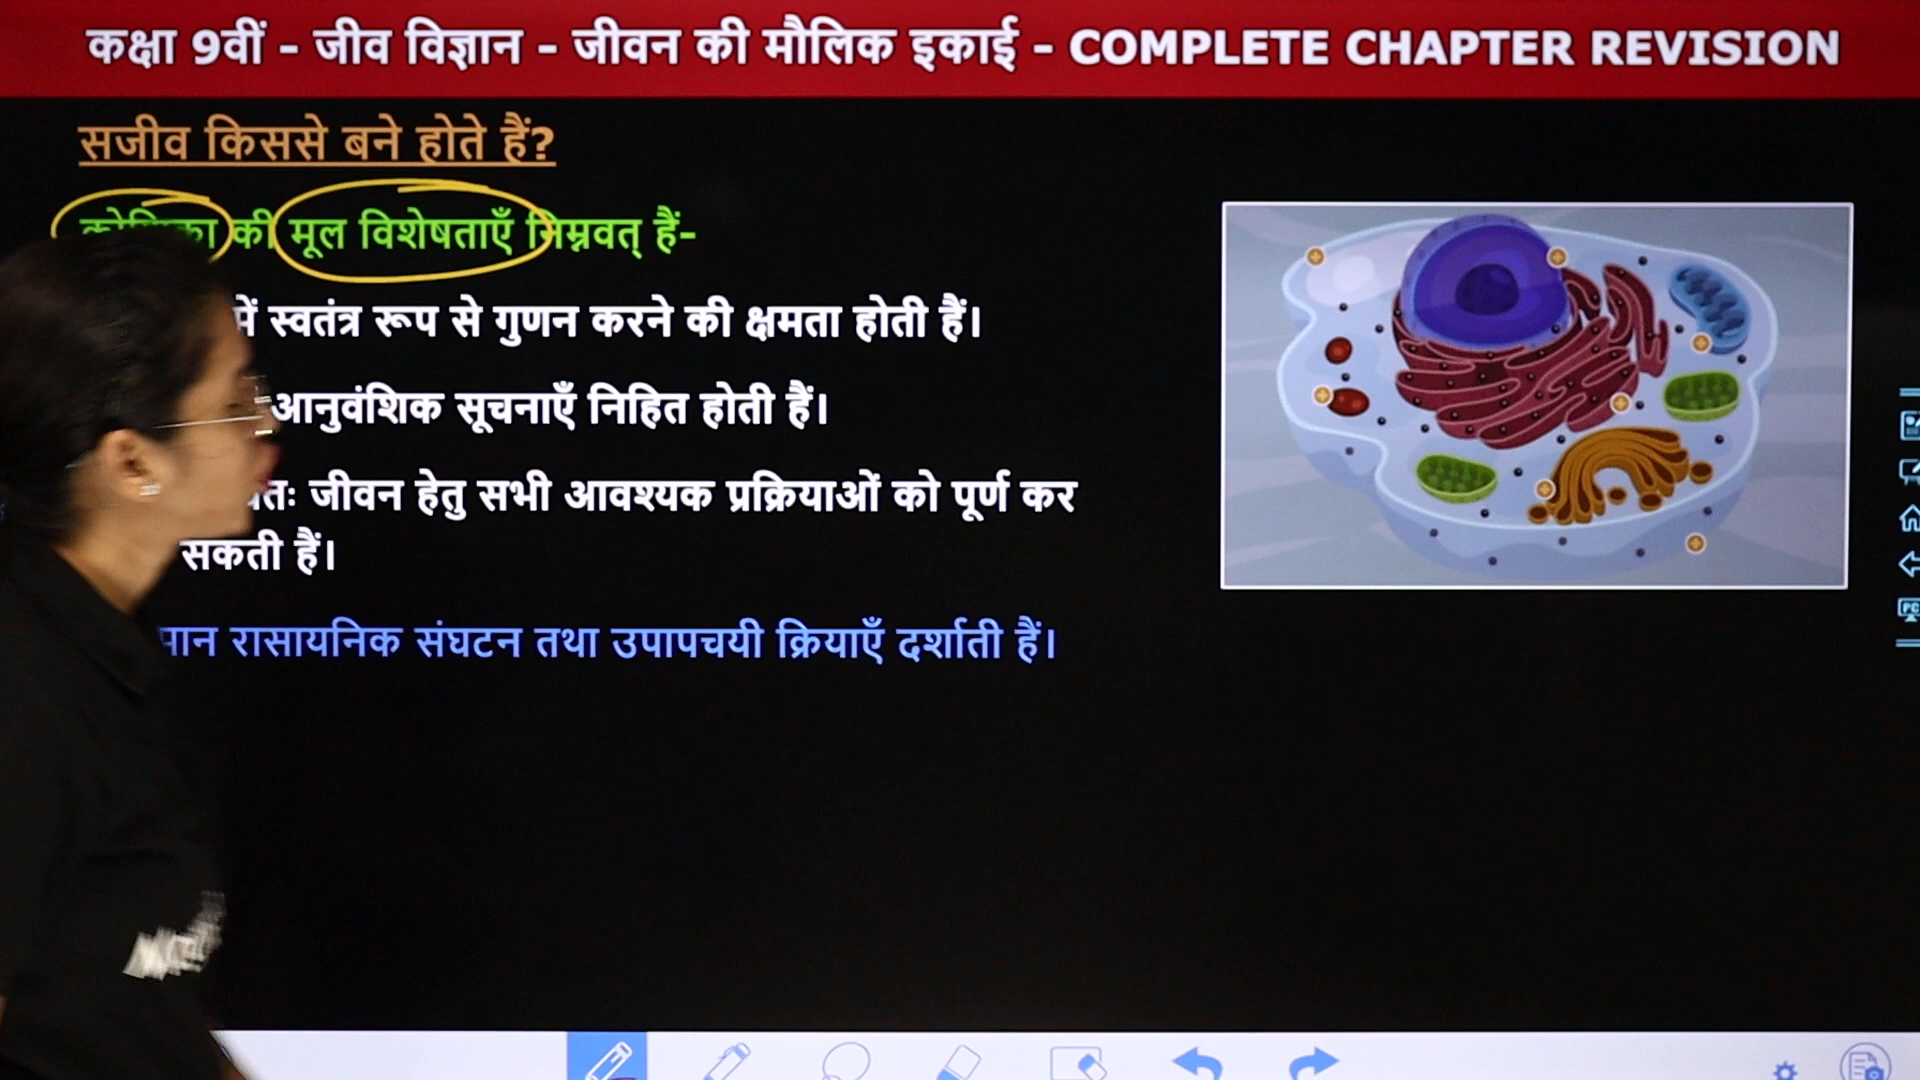 कक्षा 9वीं – जीव विज्ञान – जीवन की मौलिक इकाई – COMPLETE CHAPTER REVISION
सजीव किससे बने होते हैं?
की मूल विशेषताएँ निम्नवत् हैं-
में स्वतंत्र रूप से गुणन करने की क्षमता होती हैं।
आनुवंशिक सूचनाएँ निहित होती हैं।
जीवन हेतु सभी आवश्यक प्रक्रियाओं को पूर्ण कर
सकती हैं।
रासायनिक संघटन तथा उपापचयी क्रियाएँ दर्शाती हैं।